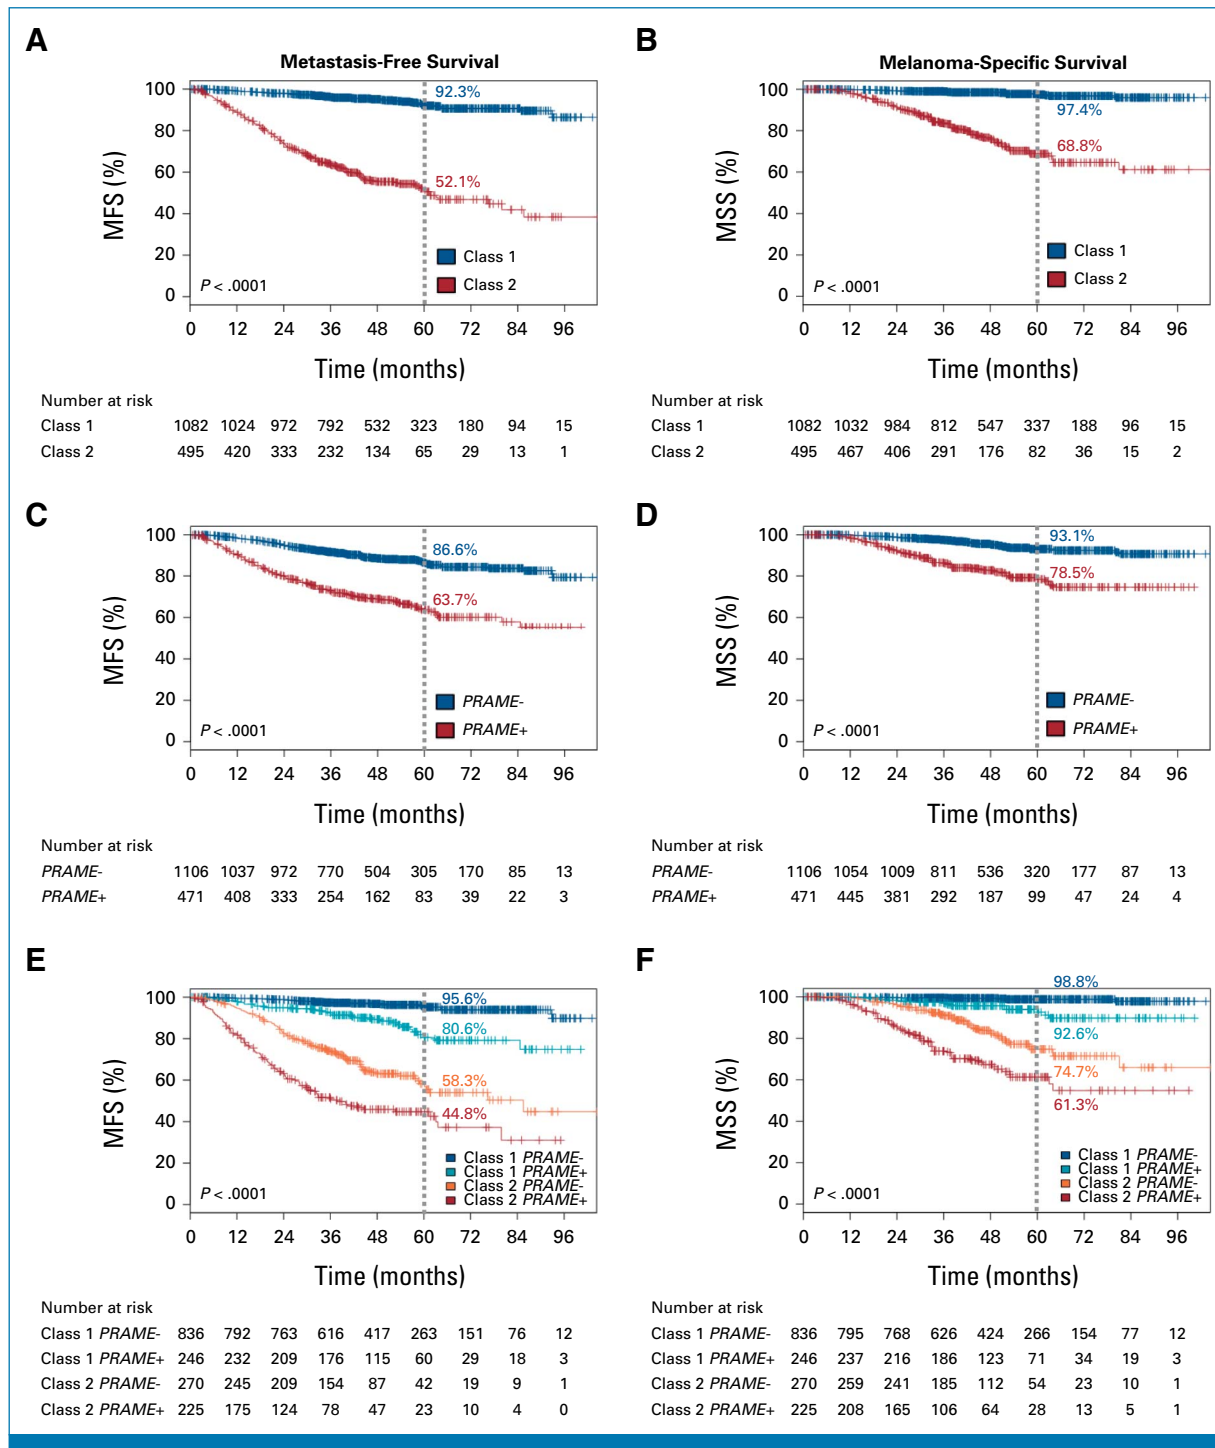 A
Metastasis-Free Survival
MFS (%)
100
80
60
40
20
0
92.3%
52.1%
Class 1
Class 2
P < .0001
0 12 24 36 48 60 72 84 96
Time (months)
Number at risk
Class 1 1082 1024 972 792 532 323 180 94 15
Class 2 495 420 333 232 134 65 29 13 1
B
Melanoma-Specific Survival
MSS (%)
100
80
60
40
20
0
97.4%
68.8%
Class 1
Class 2
P < .0001
0 12 24 36 48 60 72 84 96
Time (months)
Number at risk
Class 1 1082 1032 984 812 547 337 188 96 15
Class 2 495 467 406 291 176 82 36 15 2
C
MFS (%)
100
80
60
40
20
0
86.6%
63.7%
PRAME-
PRAME+
P < .0001
0 12 24 36 48 60 72 84 96
Time (months)
Number at risk
PRAME- 1106 1037 972 770 504 305 170 85 13
PRAME+ 471 408 333 254 162 83 39 22 3
D
MSS (%)
100
80
60
40
20
0
93.1%
78.5%
PRAME-
PRAME+
P < .0001
0 12 24 36 48 60 72 84 96
Time (months)
Number at risk
PRAME- 1106 1054 1009 811 536 320 177 87 13
PRAME+ 471 445 381 292 187 99 47 24 4
E
MFS (%)
100
80
60
40
20
0
95.6%
80.6%
58.3%
44.8%
Class 1 PRAME-
Class 1 PRAME+
Class 2 PRAME-
Class 2 PRAME+
P < .0001
0 12 24 36 48 60 72 84 96
Time (months)
Number at risk
Class 1 PRAME- 836 792 763 616 417 263 151 76 12
Class 1 PRAME+ 246 232 209 176 115 60 29 18 3
Class 2 PRAME- 270 245 209 154 87 42 19 9 1
Class 2 PRAME+ 225 175 124 78 47 23 10 4 0
F
MSS (%)
100
80
60
40
20
0
98.8%
92.6%
74.7%
61.3%
Class 1 PRAME-
Class 1 PRAME+
Class 2 PRAME-
Class 2 PRAME+
P < .0001
0 12 24 36 48 60 72 84 96
Time (months)
Number at risk
Class 1 PRAME- 836 795 768 626 424 266 154 77 12
Class 1 PRAME+ 246 237 216 186 123 71 34 19 3
Class 2 PRAME- 270 259 241 185 112 54 23 10 1
Class 2 PRAME+ 225 208 165 106 64 28 13 5 1